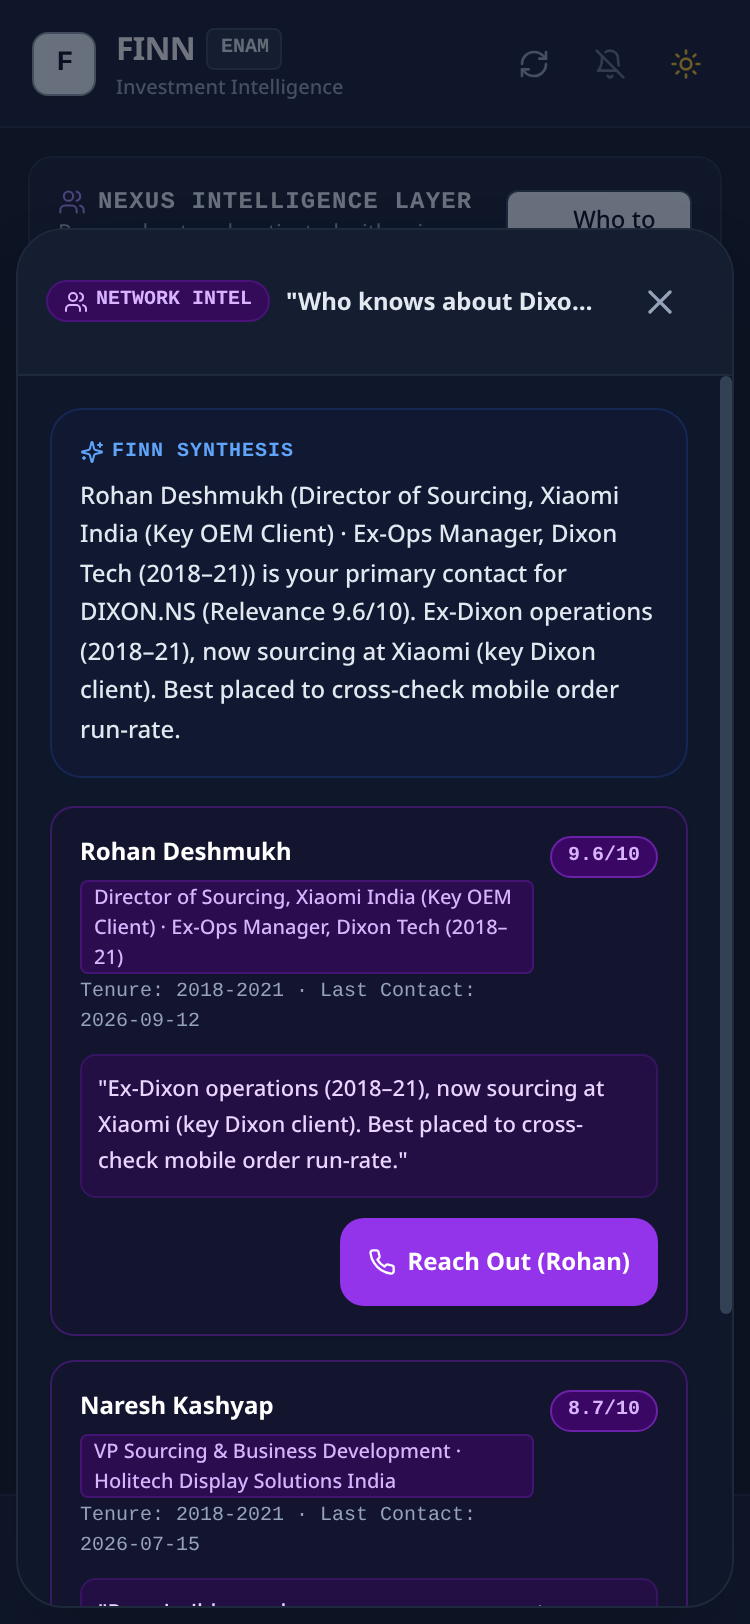 F
FINN
ENAM
Investment Intelligence
NEXUS INTELLIGENCE LAYER
Who to
NETWORK INTEL
"Who knows about Dixo...
FINN SYNTHESIS
Rohan Deshmukh (Director of Sourcing, Xiaomi
India (Key OEM Client) · Ex-Ops Manager, Dixon
Tech (2018–21)) is your primary contact for
DIXON.NS (Relevance 9.6/10). Ex-Dixon operations
(2018–21), now sourcing at Xiaomi (key Dixon
client). Best placed to cross-check mobile order
run-rate.
Rohan Deshmukh
9.6/10
Director of Sourcing, Xiaomi India (Key OEM
Client) · Ex-Ops Manager, Dixon Tech (2018–
21)
Tenure: 2018-2021 · Last Contact:
2026-09-12
"Ex-Dixon operations (2018–21), now sourcing at
Xiaomi (key Dixon client). Best placed to cross-
check mobile order run-rate."
Reach Out (Rohan)
Naresh Kashyap
8.7/10
VP Sourcing & Business Development ·
Holitech Display Solutions India
Tenure: 2018-2021 · Last Contact:
2026-07-15